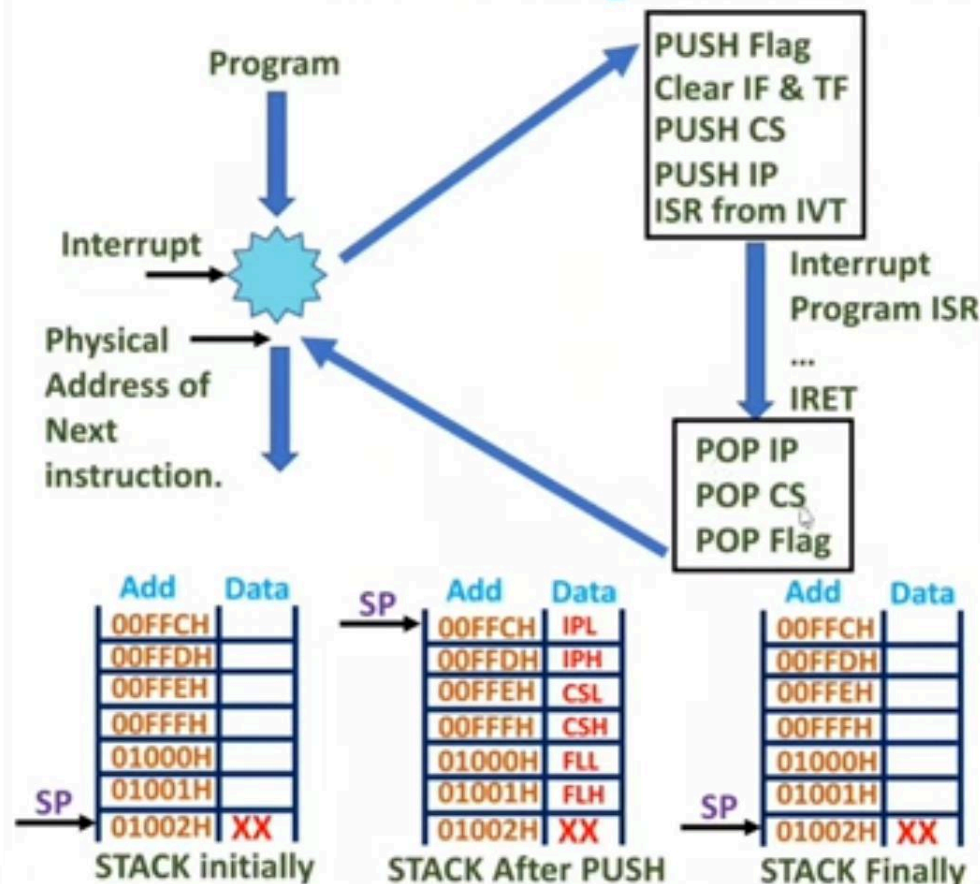 Program
Interrupt
Physical
Address of
Next
instruction.
PUSH Flag
Clear IF & TF
PUSH CS
PUSH IP
ISR from IVT
Interrupt
Program ISR
...
IRET
POP IP
POP CS
POP Flag
Add Data
00FFCH
00FFDH
00FFEH
00FFFH
01000H
01001H
SP 01002H XX
STACK initially
Add Data
SP 00FFCH IPL
00FFDH IPH
00FFEH CSL
00FFFH CSH
01000H FLL
01001H FLH
01002H XX
STACK After PUSH
Add Data
00FFCH
00FFDH
00FFEH
00FFFH
01000H
01001H
SP 01002H XX
STACK Finally